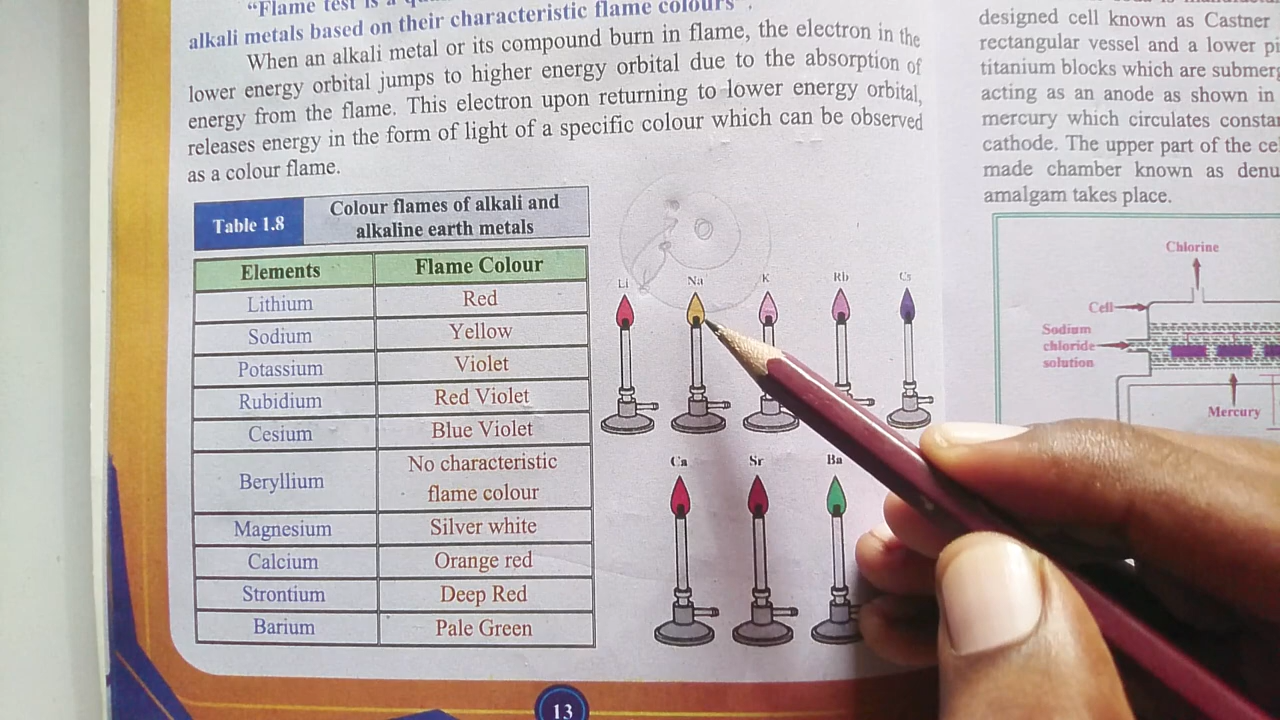 "Flame test is a
alkali metals based on their characteristic flame colours".
When an alkali metal or its compound burn in flame, the electron in the
lower energy orbital jumps to higher energy orbital due to the absorption of
energy from the flame. This electron upon returning to lower energy orbital,
releases energy in the form of light of a specific colour which can be observed
as a colour flame.
Table 1.8 Colour flames of alkali and
alkaline earth metals
Elements Flame Colour
Lithium Red
Sodium Yellow
Potassium Violet
Rubidium Red Violet
Cesium Blue Violet
Beryllium No characteristic
flame colour
Magnesium Silver white
Calcium Orange red
Strontium Deep Red
Barium Pale Green
Li Na K Rb Cs
Ca Sr Ba
13
designed cell known as Castner
rectangular vessel and a lower
titanium blocks which are
acting as an anode as shown in
mercury which circulates
cathode. The upper part of the
made chamber known as
amalgam takes place.
Chlorine
Cell
Sodium
chloride
solution
Mercury